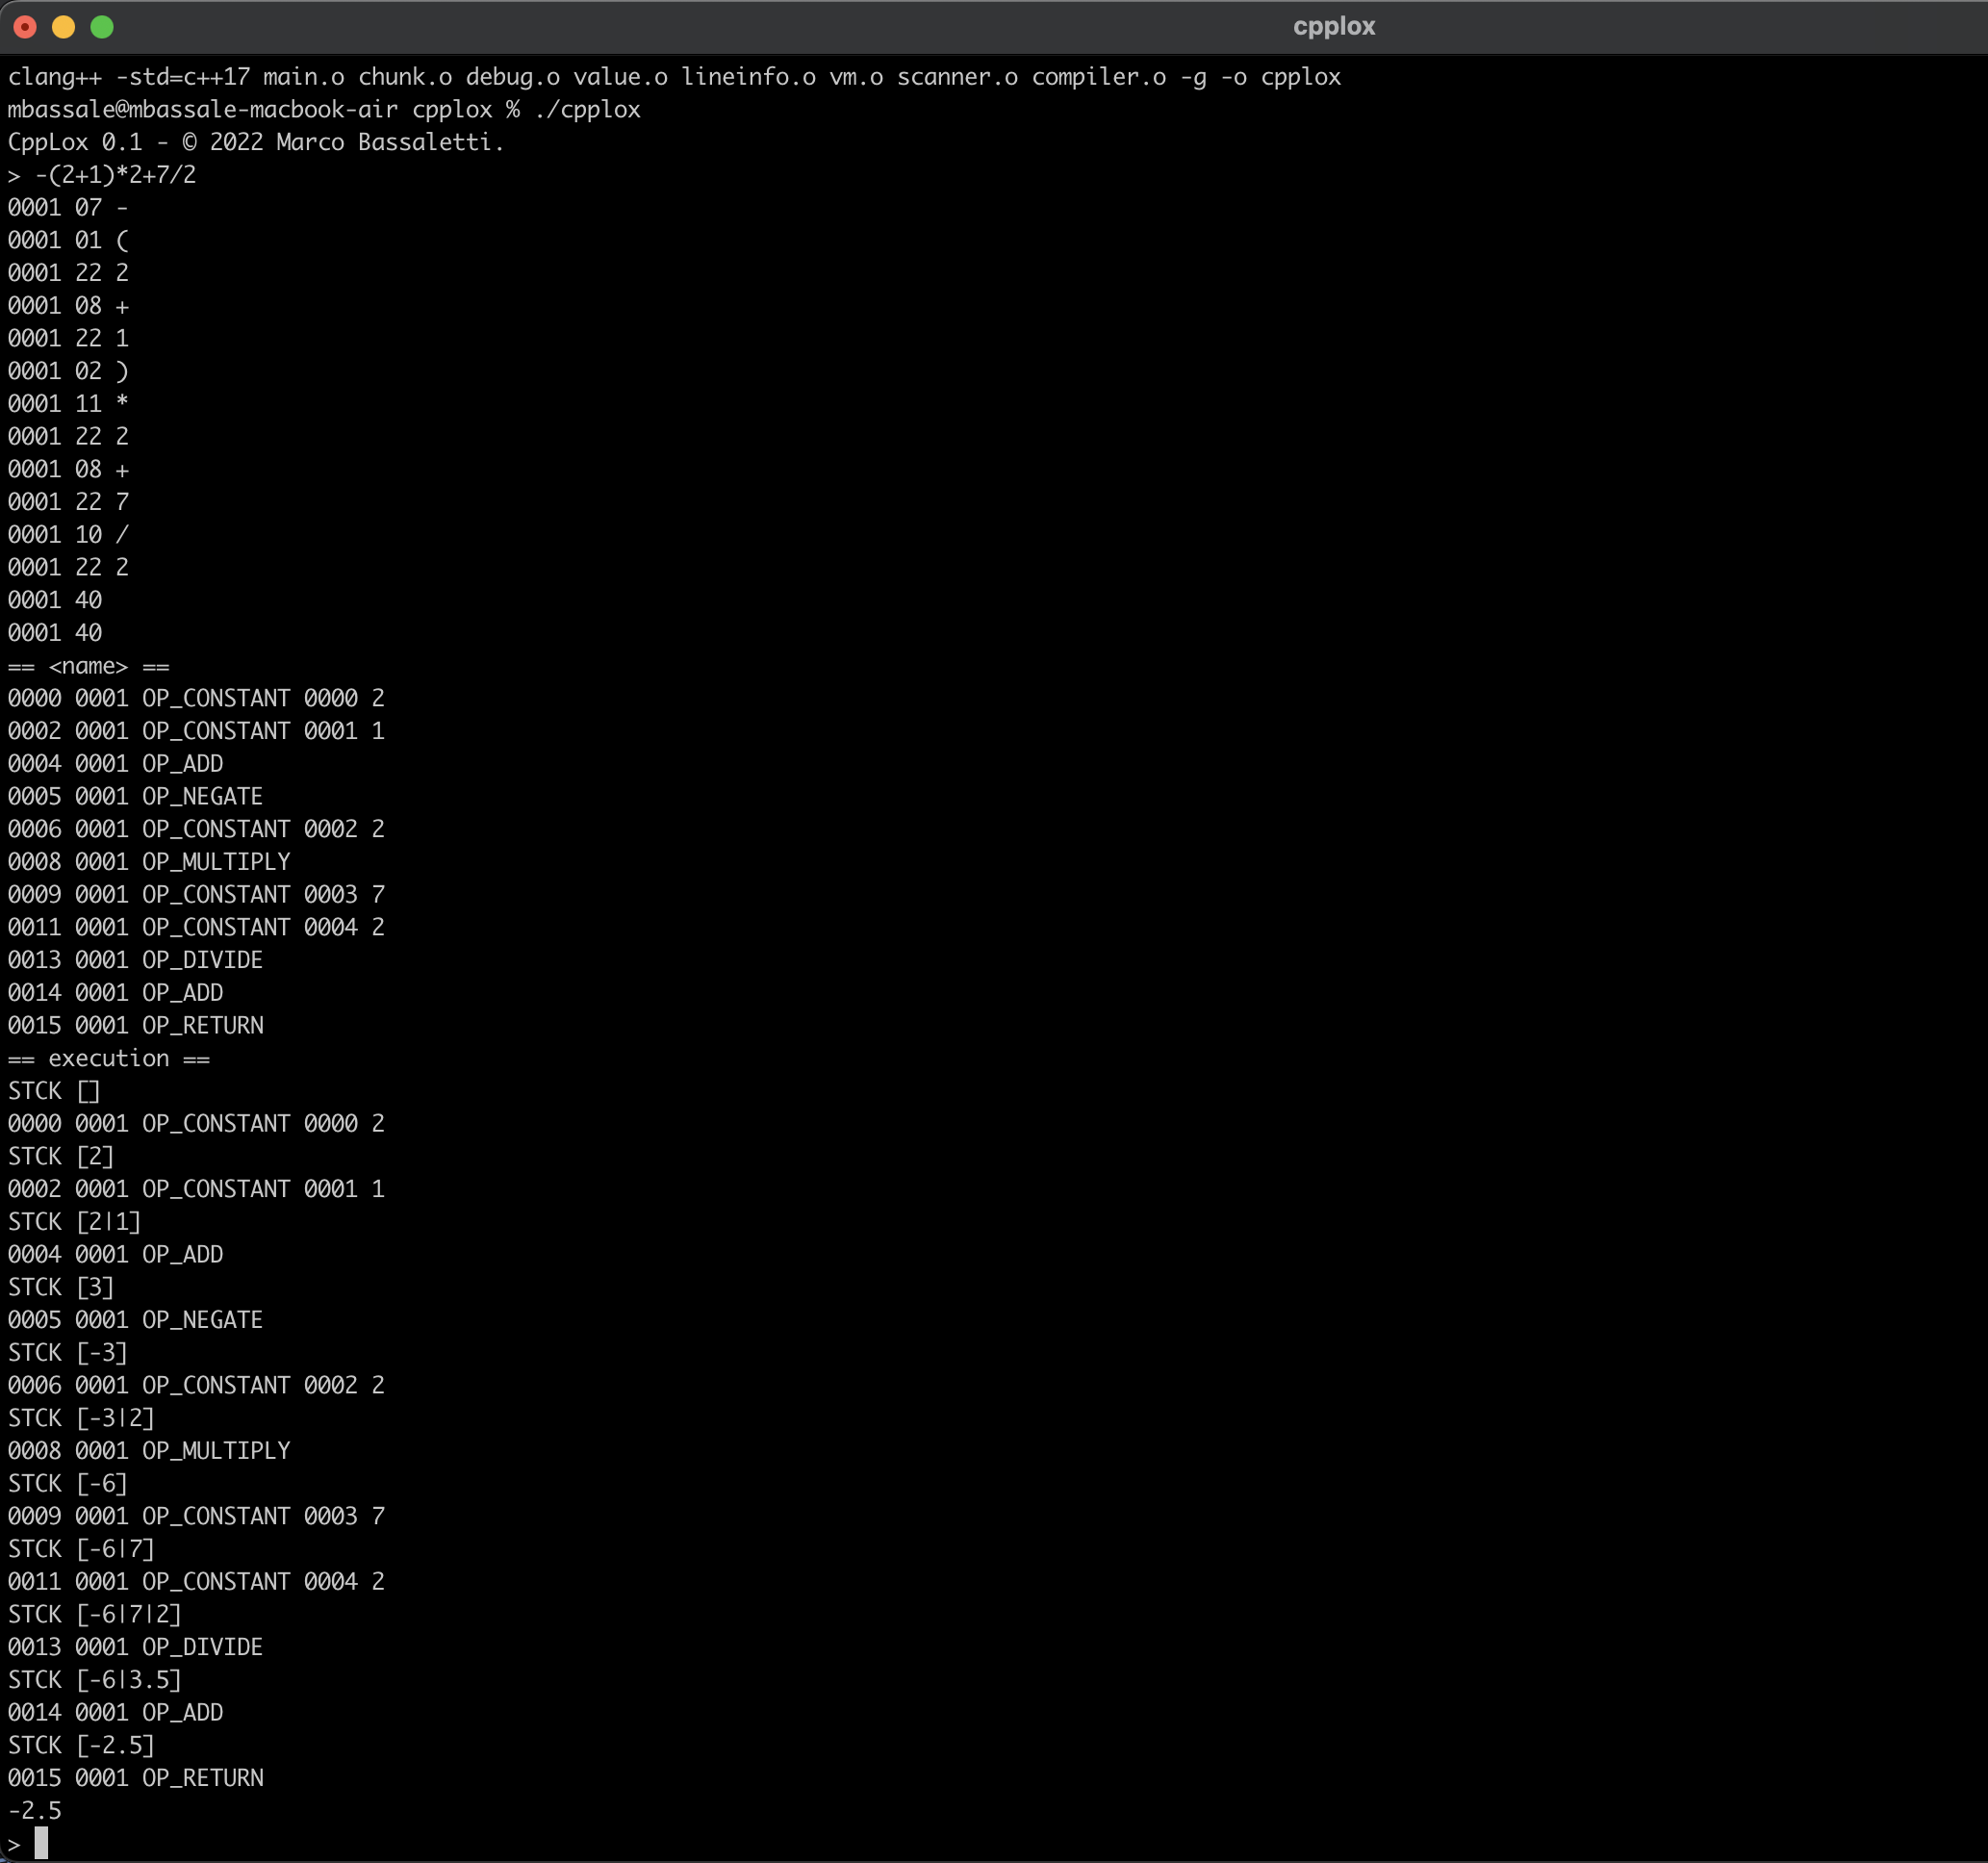 cpplox
clang++ -std=c++17 main.o chunk.o debug.o value.o lineinfo.o vm.o scanner.o compiler.o -g -o cpplox
mbassale@mbassale-macbook-air cpplox % ./cpplox
CppLox 0.1 - © 2022 Marco Bassaletti.
> -(2+1)*2+7/2
0001 07 -
0001 01 (
0001 22 2
0001 08 +
0001 22 1
0001 02 )
0001 11 *
0001 22 2
0001 08 +
0001 22 7
0001 10 /
0001 22 2
0001 40
0001 40
== <name> ==
0000 0001 OP_CONSTANT 0000 2
0002 0001 OP_CONSTANT 0001 1
0004 0001 OP_ADD
0005 0001 OP_NEGATE
0006 0001 OP_CONSTANT 0002 2
0008 0001 OP_MULTIPLY
0009 0001 OP_CONSTANT 0003 7
0011 0001 OP_CONSTANT 0004 2
0013 0001 OP_DIVIDE
0014 0001 OP_ADD
0015 0001 OP_RETURN
== execution ==
STCK []
0000 0001 OP_CONSTANT 0000 2
STCK [2]
0002 0001 OP_CONSTANT 0001 1
STCK [2|1]
0004 0001 OP_ADD
STCK [3]
0005 0001 OP_NEGATE
STCK [-3]
0006 0001 OP_CONSTANT 0002 2
STCK [-3|2]
0008 0001 OP_MULTIPLY
STCK [-6]
0009 0001 OP_CONSTANT 0003 7
STCK [-6|7]
0011 0001 OP_CONSTANT 0004 2
STCK [-6|7|2]
0013 0001 OP_DIVIDE
STCK [-6|3.5]
0014 0001 OP_ADD
STCK [-2.5]
0015 0001 OP_RETURN
-2.5
>